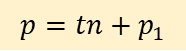 p = tn + p₁